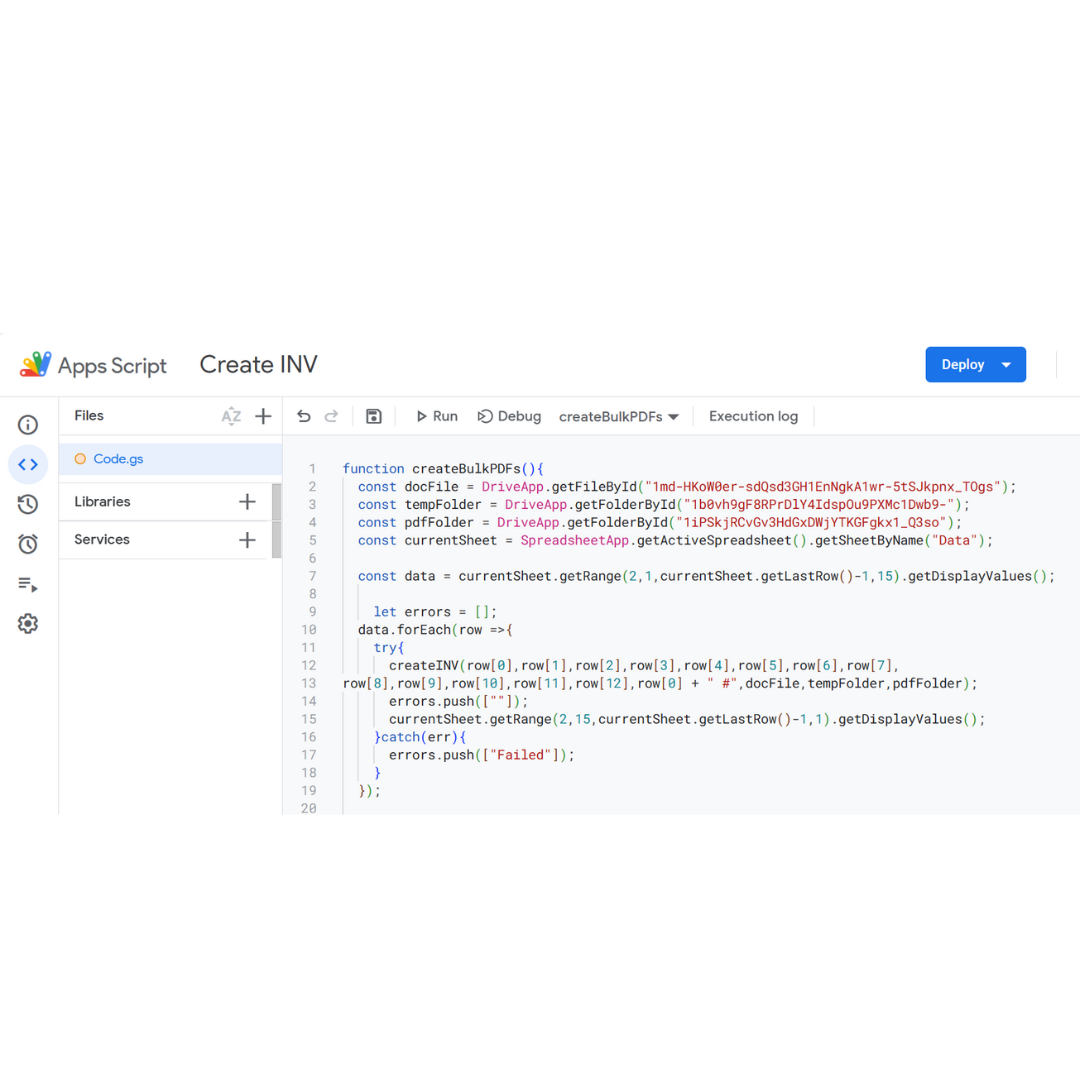 Apps Script Create INV Deploy
Files AZ
Run Debug createBulkPDFs Execution log
Code.gs
Libraries
Services
1 function createBulkPDFs(){
2 const docFile = DriveApp.getFileById("1md-HKoW0er-sdQsd3GH1EnNgkA1wr-5tSJkpnx_TOgs");
3 const tempFolder = DriveApp.getFolderById("1b0vh9gF8RPrDlY4IdspOu9PXMc1Dwb9-");
4 const pdfFolder = DriveApp.getFolderById("1iPSkjRCvGv3HdGxDWjYTKGFgkx1_Q3so");
5 const currentSheet = SpreadsheetApp.getActiveSpreadsheet().getSheetByName("Data");
6
7 const data = currentSheet.getRange(2,1,currentSheet.getLastRow()-1,15).getDisplayValues();
8
9 let errors = [];
10 data.forEach(row =>{
11 try{
12 createINV(row[0],row[1],row[2],row[3],row[4],row[5],row[6],row[7],
13 row[8],row[9],row[10],row[11],row[12],row[0] + " #",docFile,tempFolder,pdfFolder);
14 errors.push([""]);
15 currentSheet.getRange(2,15,currentSheet.getLastRow()-1,1).getDisplayValues();
16 }catch(err){
17 errors.push(["Failed"]);
18 }
19 });
20